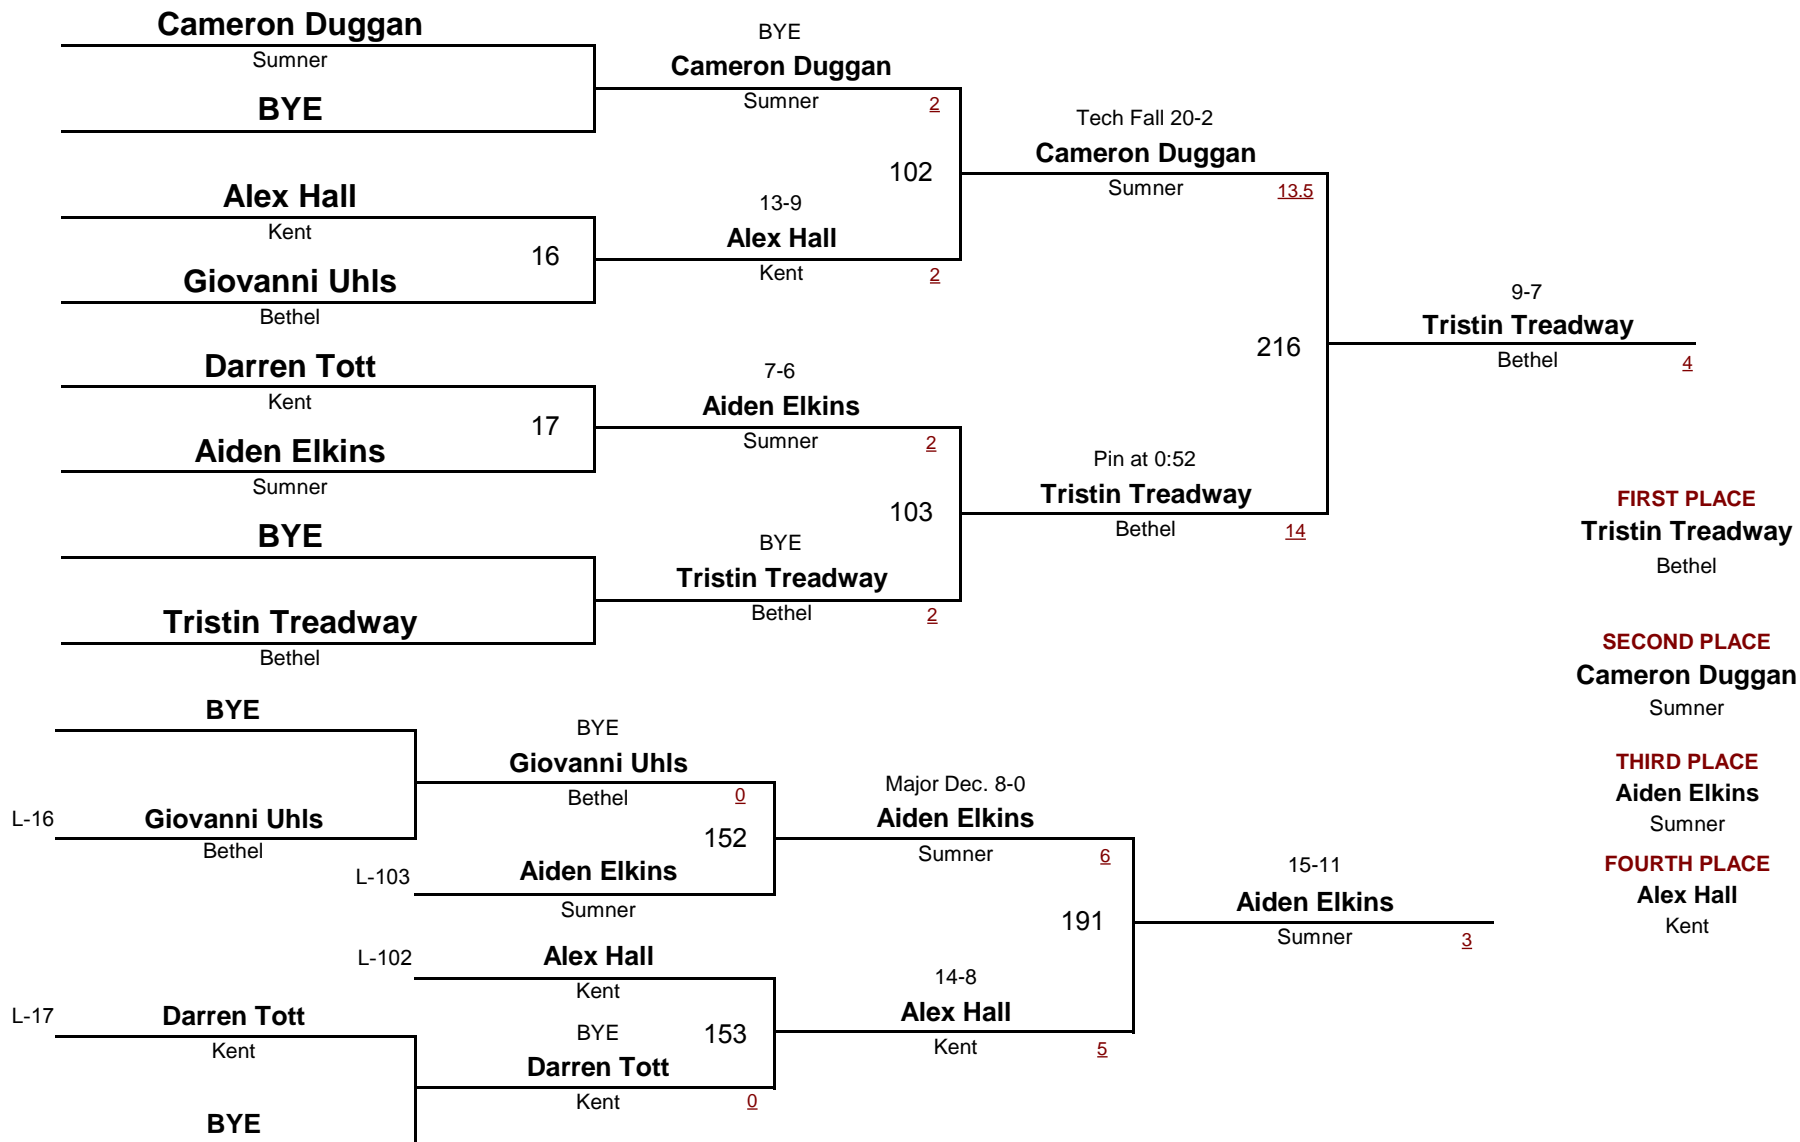 Cameron Duggan
Sumner
BYE
Alex Hall
Kent
16
Giovanni Uhls
Bethel
Darren Tott
Kent
17
Aiden Elkins
Sumner
BYE
Tristin Treadway
Bethel
BYE
Cameron Duggan
Sumner 2
102
13-9
Alex Hall
Kent 2
7-6
Aiden Elkins
Sumner 2
103
BYE
Tristin Treadway
Bethel 2
Tech Fall 20-2
Cameron Duggan
Sumner 13.5
216
Pin at 0:52
Tristin Treadway
Bethel 14
9-7
Tristin Treadway
Bethel 4
FIRST PLACE
Tristin Treadway
Bethel
SECOND PLACE
Cameron Duggan
Sumner
THIRD PLACE
Aiden Elkins
Sumner
FOURTH PLACE
Alex Hall
Kent
BYE
L-16 Giovanni Uhls
Bethel
L-17 Darren Tott
Kent
BYE
BYE
Giovanni Uhls
Bethel 0
152
L-103 Aiden Elkins
Sumner
L-102 Alex Hall
Kent
BYE 153
Darren Tott
Kent 0
Major Dec. 8-0
Aiden Elkins
Sumner 6
191
14-8
Alex Hall
Kent 5
15-11
Aiden Elkins
Sumner 3